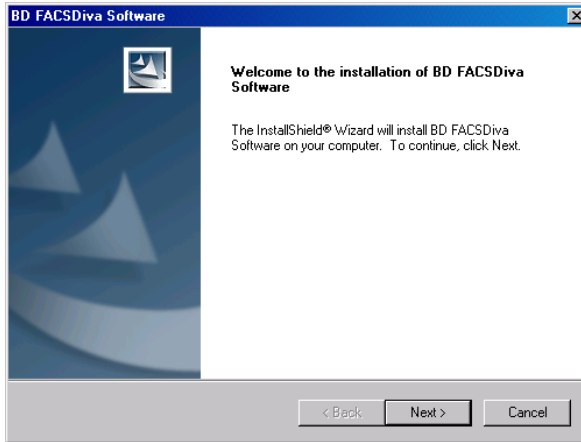 BD FACSDiva Software
Welcome to the installation of BD FACSDiva
Software
The InstallShield® Wizard will install BD FACSDiva
Software on your computer. To continue, click Next.
< Back
Next >
Cancel